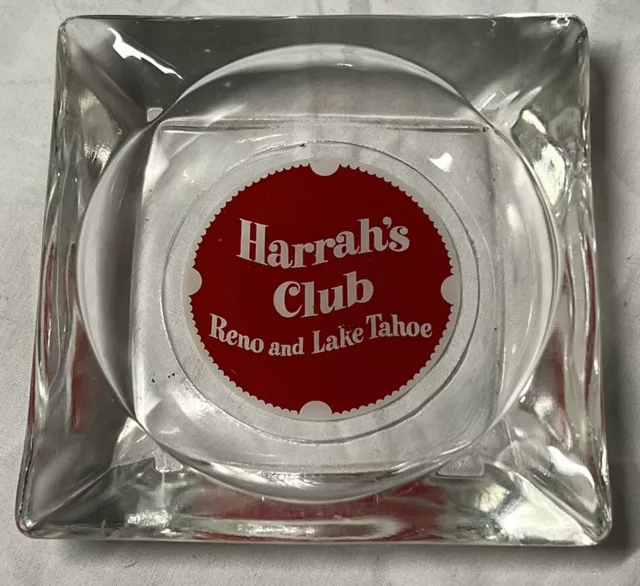 Harrah's
Club
Reno and Lake Tahoe